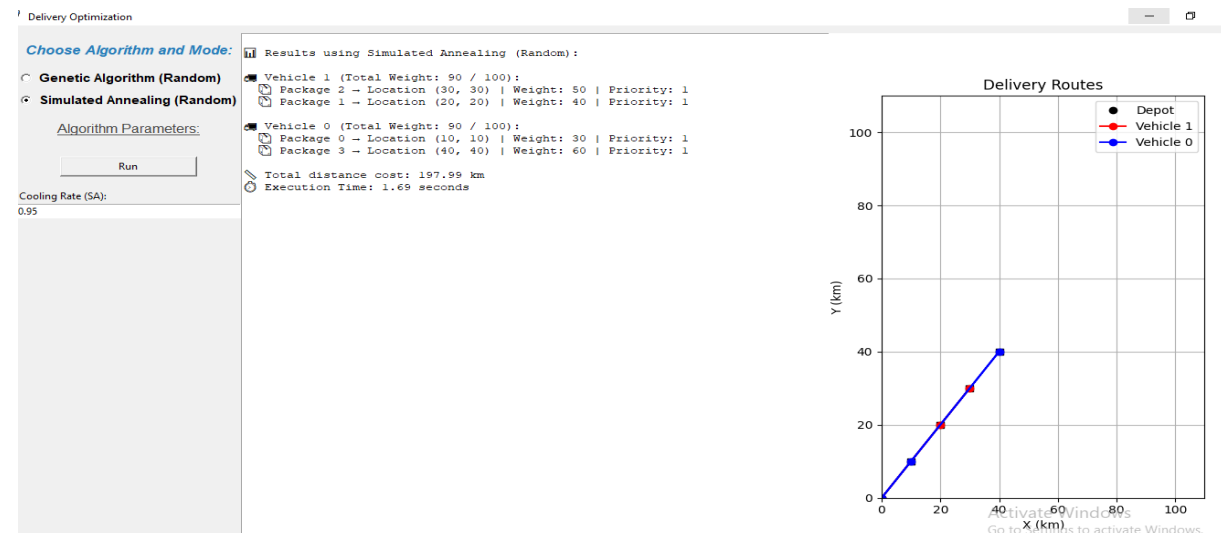 Delivery Optimization
Choose Algorithm and Mode:
Genetic Algorithm (Random)
Simulated Annealing (Random)
Algorithm Parameters:
Run
Cooling Rate (SA):
0.95
Results using Simulated Annealing (Random):
Vehicle 1 (Total Weight: 90 / 100):
Package 2 → Location (30, 30) | Weight: 50 | Priority: 1
Package 1 → Location (20, 20) | Weight: 40 | Priority: 1
Vehicle 0 (Total Weight: 90 / 100):
Package 0 → Location (10, 10) | Weight: 30 | Priority: 1
Package 3 → Location (40, 40) | Weight: 60 | Priority: 1
Total distance cost: 197.99 km
Execution Time: 1.69 seconds
Delivery Routes
Depot
Vehicle 1
Vehicle 0
100
80
60
40
20
0
Y (km)
0 20 40 60 80 100
X (km)
Activate Windows
Go to Settings to activate Windows.